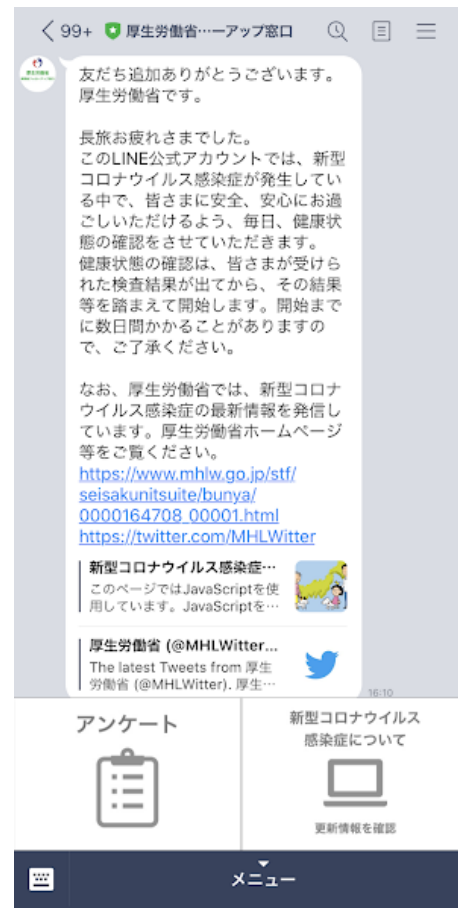 99+ 厚生労働省…ーアップ窓口
友だち追加ありがとうございます。
厚生労働省です。
長旅お疲れさまでした。
このLINE公式アカウントでは、新型
コロナウイルス感染症が発生してい
る中で、皆さまに安全、安心にお過
ごしいただけるよう、毎日、健康状
態の確認をさせていただきます。
健康状態の確認は、皆さまが受けら
れた検査結果が出てから、その結果
等を踏まえて開始します。開始まで
に数日間かかることがありますの
で、ご了承ください。
なお、厚生労働省では、新型コロナ
ウイルス感染症の最新情報を発信し
ています。厚生労働省ホームページ
等をご覧ください。
https://www.mhlw.go.jp/stf/
seisakunitsuite/bunya/
0000164708_00001.html
https://twitter.com/MHLWitter
新型コロナウイルス感染症…
このページではJavaScriptを使
用しています。JavaScriptを…
厚生労働省 (@MHLWitter...
The latest Tweets from 厚生
労働省 (@MHLWitter). 厚生…
16:10
アンケート
新型コロナウイルス
感染症について
更新情報を確認
メニュー